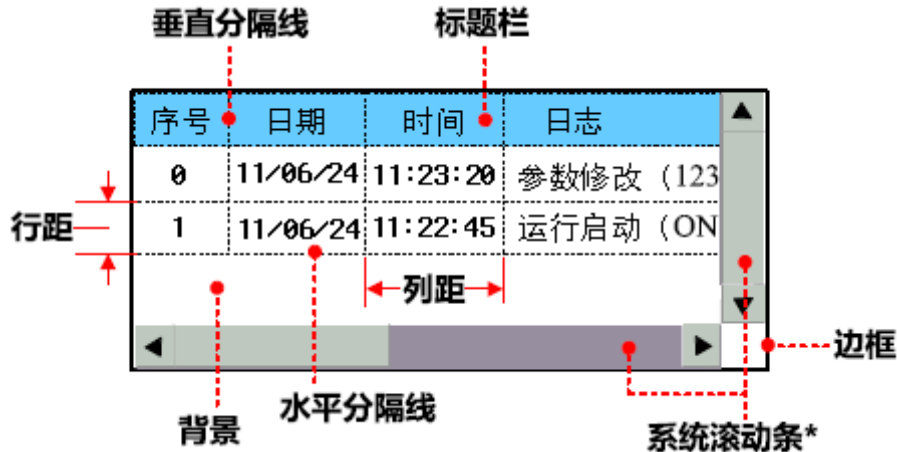 垂直分隔线 标题栏
序号 日期 时间 日志
0 11/06/24 11:23:20 参数修改（123
行距
1 11/06/24 11:22:45 运行启动（ON
列距
边框
水平分隔线
背景
系统滚动条*